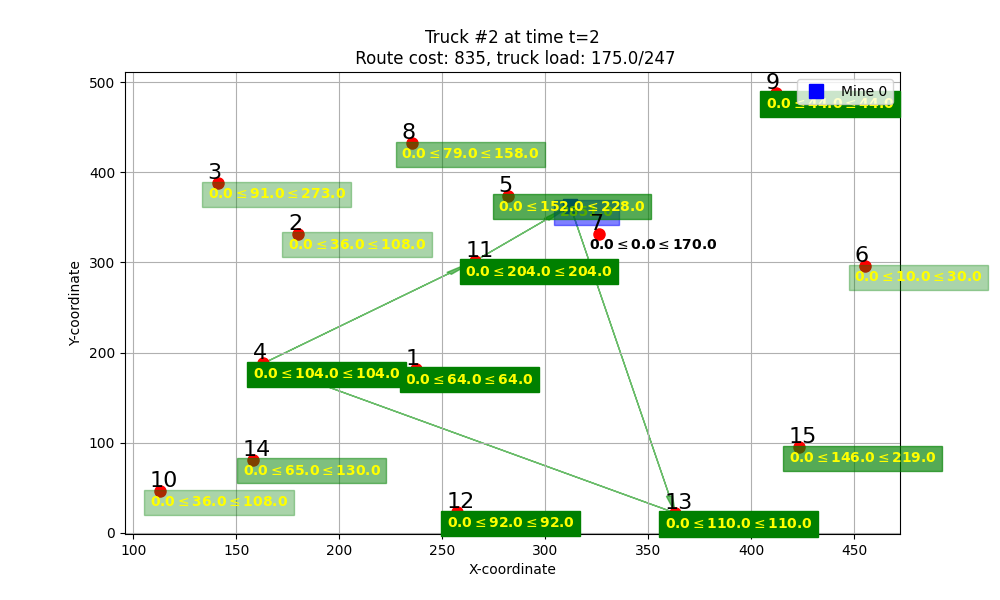 Truck #2 at time t=2
Route cost: 835, truck load: 175.0/247
Mine 0
9
0.0 ≤ 44.0 ≤ 44.0
8
0.0 ≤ 79.0 ≤ 158.0
3
0.0 ≤ 91.0 ≤ 273.0
5
0.0 ≤ 152.0 ≤ 228.0
2
0.0 ≤ 36.0 ≤ 108.0
7
0.0 ≤ 0.0 ≤ 170.0
11
0.0 ≤ 204.0 ≤ 204.0
6
0.0 ≤ 10.0 ≤ 30.0
4
0.0 ≤ 104.0 ≤ 104.0
1
0.0 ≤ 64.0 ≤ 64.0
15
0.0 ≤ 146.0 ≤ 219.0
14
0.0 ≤ 65.0 ≤ 130.0
10
0.0 ≤ 36.0 ≤ 108.0
12
0.0 ≤ 92.0 ≤ 92.0
13
0.0 ≤ 110.0 ≤ 110.0
Y-coordinate
500
400
300
200
100
0
100 150 200 250 300 350 400 450
X-coordinate